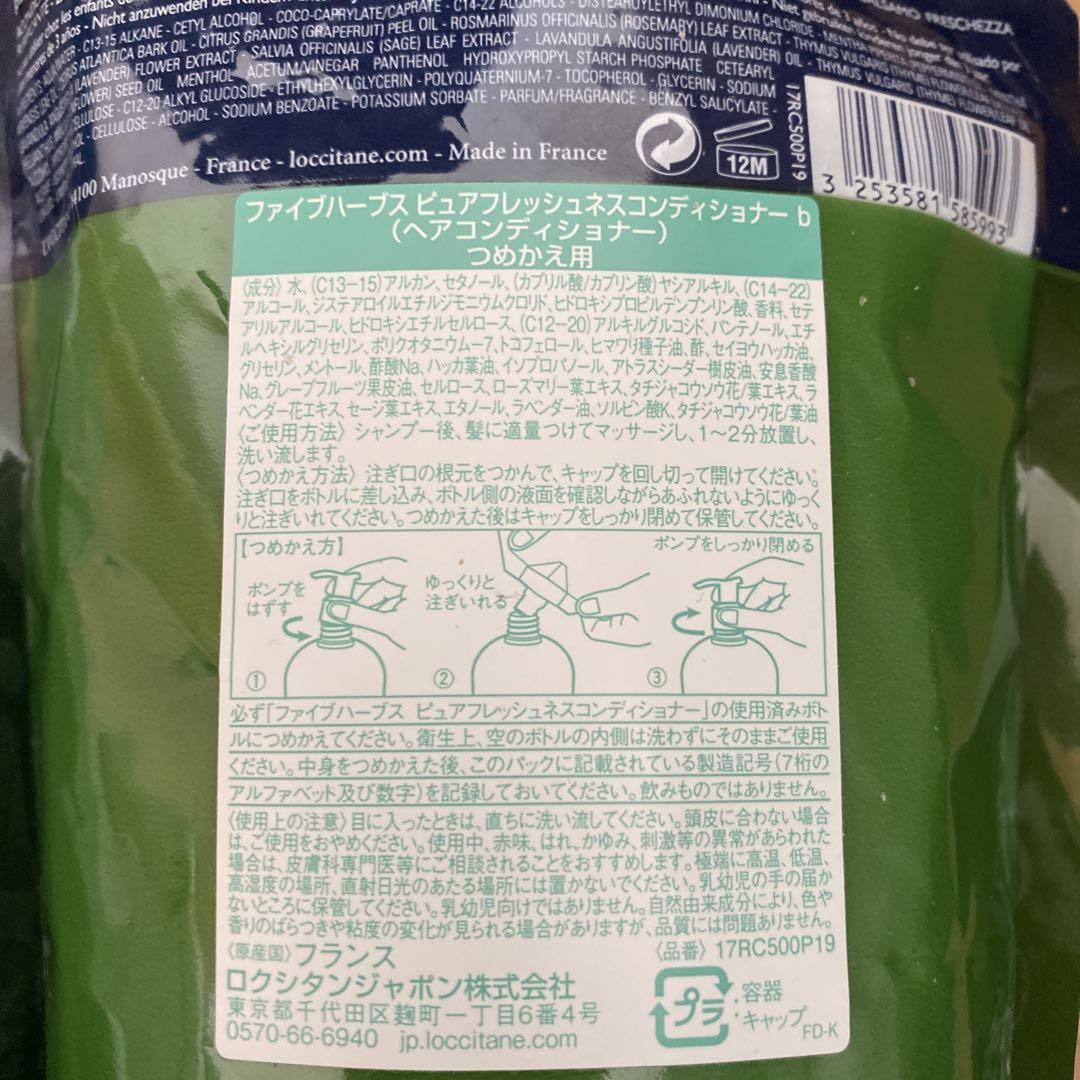 C13-15 ALKANE - CETYL ALCOHOL - COCO-CAPRYLATE/CAPRATE - C14-22 ALCOHOLS - DISTEAROYLETHYL DIMONIUM CHLORIDE -
ATLANTICA BARK OIL - CITRUS GRANDIS (GRAPEFRUIT) PEEL OIL - ROSMARINUS OFFICINALIS (ROSEMARY) LEAF EXTRACT - THYMUS VULGARIS
(LAVENDER) FLOWER EXTRACT - SALVIA OFFICINALIS (SAGE) LEAF EXTRACT - LAVANDULA ANGUSTIFOLIA (LAVENDER) OIL - THYMUS VULGARIS (THYME)
SEED OIL MENTHOL ACETUM/VINEGAR PANTHENOL HYDROXYPROPYL STARCH PHOSPHATE CETEARYL
CELLULOSE - C12-20 ALKYL GLUCOSIDE - ETHYLHEXYLGLYCERIN - POLYQUATERNIUM-7 - TOCOPHEROL - GLYCERIN - SODIUM
CELLULOSE - ALCOHOL - SODIUM BENZOATE - POTASSIUM SORBATE - PARFUM/FRAGRANCE - BENZYL SALICYLATE -
Manosque - France - loccitane.com - Made in France
12M
17RC500P19
3 253581 585993
ファイブハーブス ピュアフレッシュネスコンディショナー b
(ヘアコンディショナー)
つめかえ用
〈成分〉水、(C13−15)アルカン、セタノール、(カプリル酸/カプリン酸)ヤシアルキル、(C14−22)
アルコール、ジステアロイルエチルジモニウムクロリド、ヒドロキシプロピルデンプンリン酸、香料、セテ
アリルアルコール、ヒドロキシエチルセルロース、(C12−20)アルキルグルコシド、パンテノール、エチ
ルヘキシルグリセリン、ポリクオタニウム−7、トコフェロール、ヒマワリ種子油、酢、セイヨウハッカ油、
グリセリン、メントール、酢酸Na、ハッカ葉油、イソプロパノール、アトラスシーダー樹皮油、安息香酸
Na、グレープフルーツ果皮油、セルロース、ローズマリー葉エキス、タチジャコウソウ花/葉エキス、ラ
ベンダー花エキス、セージ葉エキス、エタノール、ラベンダー油、ソルビン酸K、タチジャコウソウ花/葉油
〈ご使用方法〉シャンプー後、髪に適量つけてマッサージし、1〜2分放置し、
洗い流します。
〈つめかえ方法〉注ぎ口の根元をつかんで、キャップを回し切って開けてください。
注ぎ口をボトルに差し込み、ボトル側の液面を確認しながらあふれないようにゆっく
りと注ぎいれてください。つめかえた後はキャップをしっかり閉めて保管してください。
【つめかえ方】
ポンプを
はずす
①
ゆっくりと
注ぎいれる
②
ポンプをしっかり閉める
③
必ず「ファイブハーブス ピュアフレッシュネスコンディショナー」の使用済みボト
ルにつめかえてください。衛生上、空のボトルの内側は洗わずにそのままご使用
ください。中身をつめかえた後、このパックに記載されている製造記号(7桁の
アルファベット及び数字)を記録しておいてください。飲みものではありません。
〈使用上の注意〉目に入ったときは、直ちに洗い流してください。頭皮に合わない場合
は、ご使用をおやめください。使用中、赤味、はれ、かゆみ、刺激等の異常があらわれた
場合は、皮膚科専門医等にご相談されることをおすすめします。極端に高温、低温、
高湿度の場所、直射日光のあたる場所には置かないでください。乳幼児の手の届か
ないところに保管してください。乳幼児向けではありません。自然由来成分により、色や
香りのばらつきや粘度の変化が見られる場合がありますが、品質には問題ありません。
〈原産国〉フランス
〈品番〉17RC500P19
ロクシタンジャポン株式会社
東京都千代田区麹町一丁目6番4号
0570-66-6940 jp.loccitane.com
プラ
:容器
・キャップ
FD-K